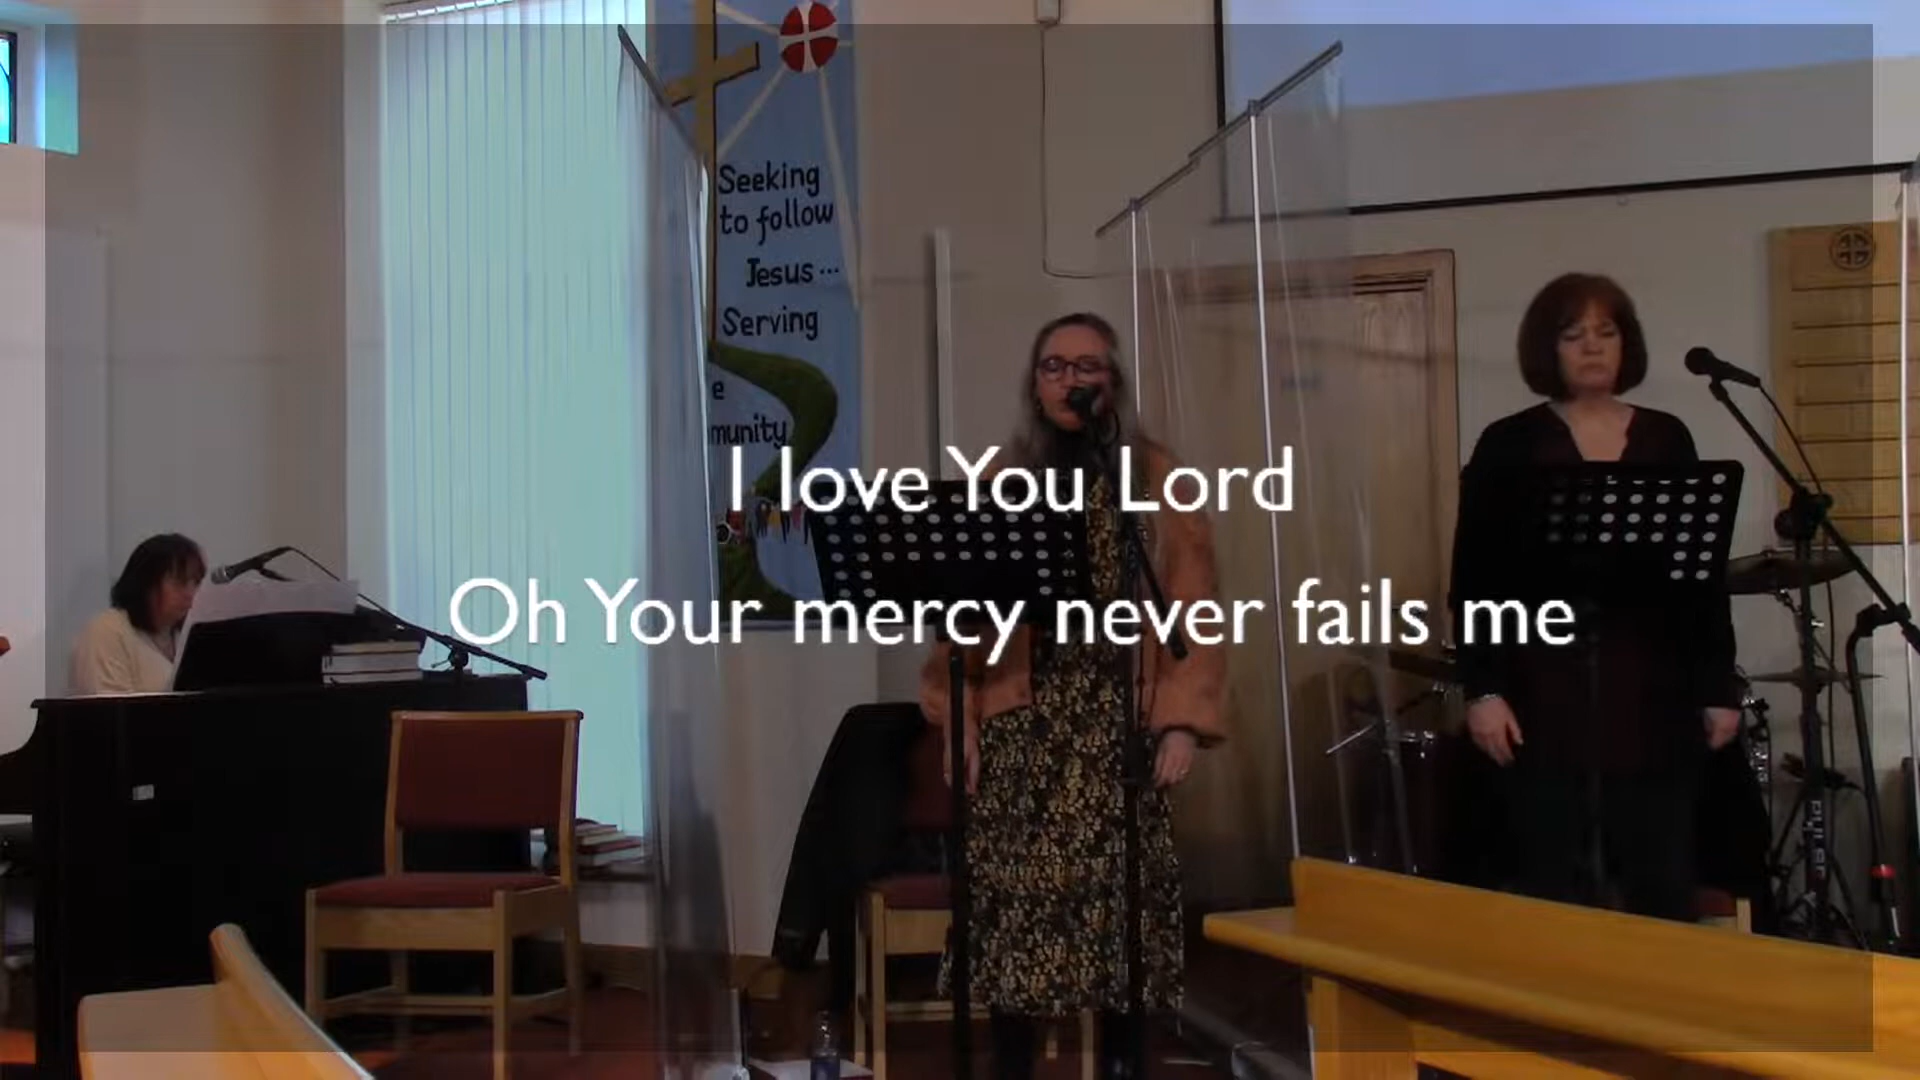 Seeking
to follow
Jesus...
Serving
e
munity
I love You Lord
Oh Your mercy never fails me